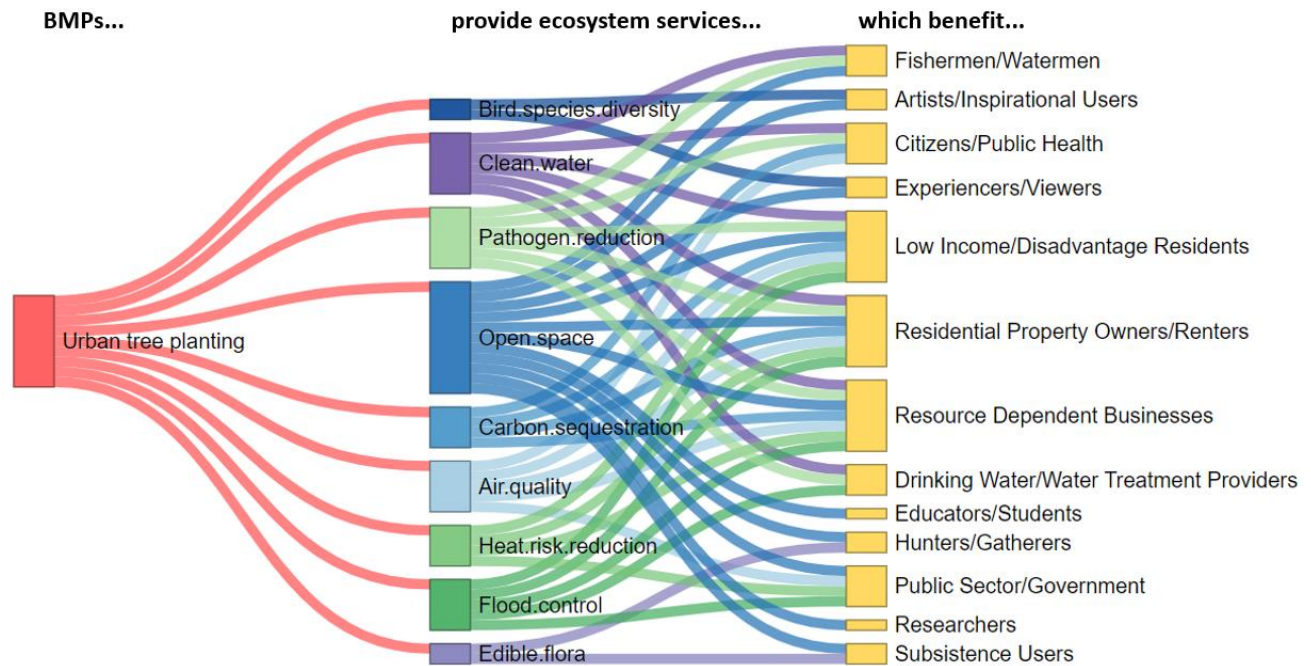 BMPs...
provide ecosystem services...
which benefit...
Urban tree planting
Bird.species.diversity
Clean.water
Pathogen.reduction
Open.space
Carbon.sequestration
Air.quality
Heat.risk.reduction
Flood.control
Edible.flora
Fishermen/Watermen
Artists/Inspirational Users
Citizens/Public Health
Experiencers/Viewers
Low Income/Disadvantage Residents
Residential Property Owners/Renters
Resource Dependent Businesses
Drinking Water/Water Treatment Providers
Educators/Students
Hunters/Gatherers
Public Sector/Government
Researchers
Subsistence Users